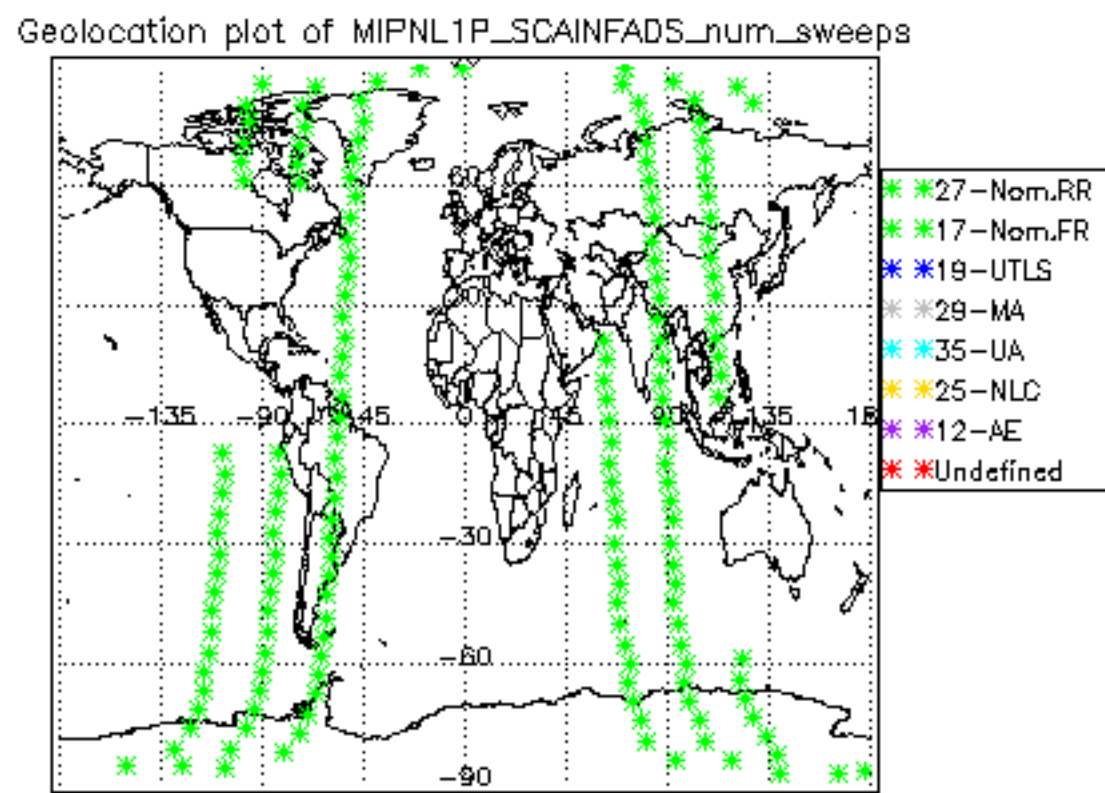 Geolocation plot of MIPNL1P_SCAINFADS_num_sweeps
60
27-Nom.RR
17-Nom.FR
19-UTLS
29-MA
35-UA
25-NLC
12-AE
Undefined
-135 -90 45 0 45 135
-30
-60
-90